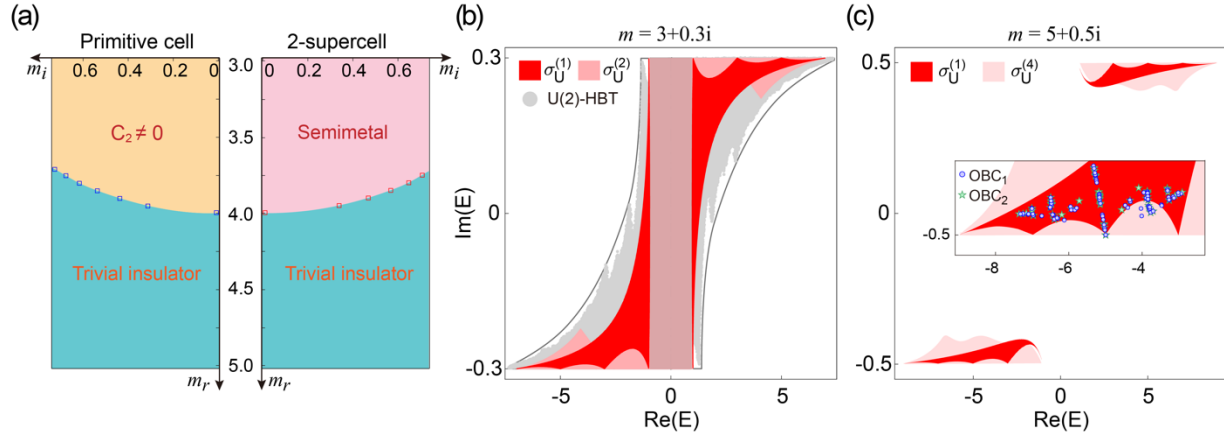 (a)
Primitive cell
2-supercell
m_i 0.6 0.4 0.2 0
0 0.2 0.4 0.6 m_i
3.0
3.5
4.0
4.5
5.0
C₂ ≠ 0
Semimetal
Trivial insulator
Trivial insulator
m_r
m_r
(b)
m = 3+0.3i
σ_U^(1)
σ_U^(2)
U(2)-HBT
0.3
0
-0.3
Im(E)
-5 0 5
Re(E)
(c)
m = 5+0.5i
σ_U^(1)
σ_U^(4)
0.5
0
-0.5
OBC₁
OBC₂
-0.5
-8 -6 -4
-5 0 5
Re(E)